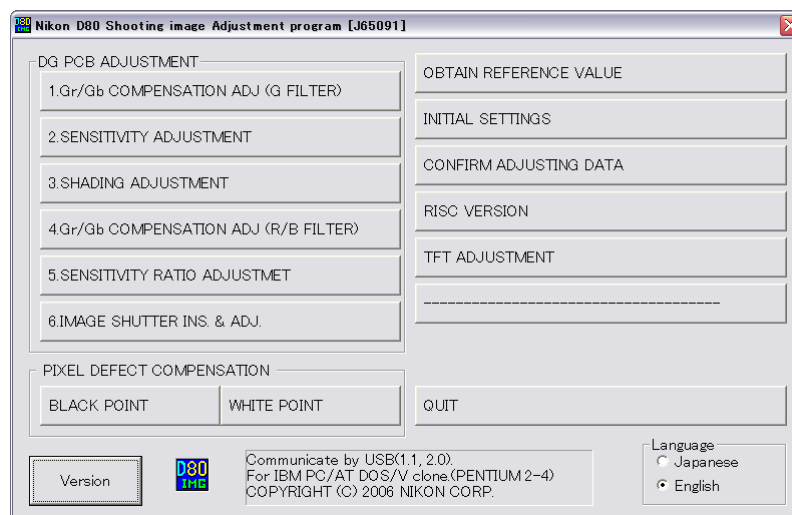 Nikon D80 Shooting image Adjustment program [J65091]
DG PCB ADJUSTMENT
1.Gr/Gb COMPENSATION ADJ (G FILTER)
2.SENSITIVITY ADJUSTMENT
3.SHADING ADJUSTMENT
4.Gr/Gb COMPENSATION ADJ (R/B FILTER)
5.SENSITIVITY RATIO ADJUSTMET
6.IMAGE SHUTTER INS. & ADJ.
OBTAIN REFERENCE VALUE
INITIAL SETTINGS
CONFIRM ADJUSTING DATA
RISC VERSION
TFT ADJUSTMENT
-------------------------------------
PIXEL DEFECT COMPENSATION
BLACK POINT
WHITE POINT
QUIT
Version
D80
IMG
Communicate by USB(1.1, 2.0).
For IBM PC/AT DOS/V clone.(PENTIUM 2-4)
COPYRIGHT (C) 2006 NIKON CORP.
Language
Japanese
English